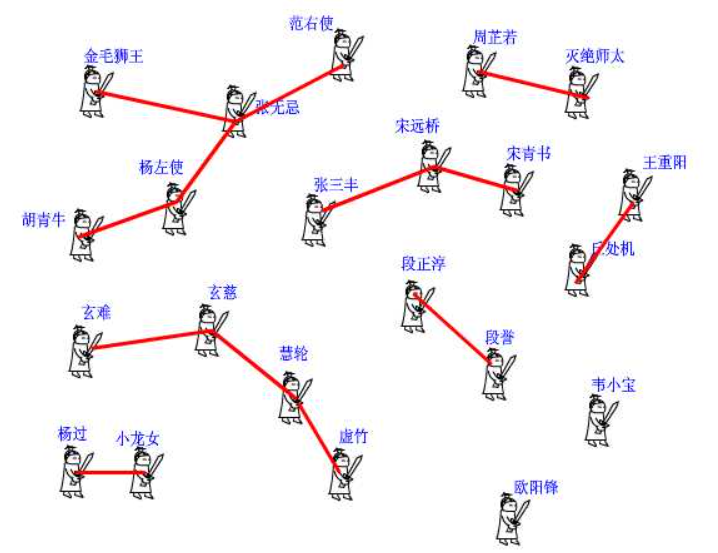 范右使
周芷若
金毛狮王
灭绝师太
张无忌
宋远桥
宋青书
王重阳
杨左使
张三丰
胡青牛
丘处机
段正淳
玄慈
玄难
段誉
慧轮
韦小宝
杨过
小龙女
虚竹
欧阳锋